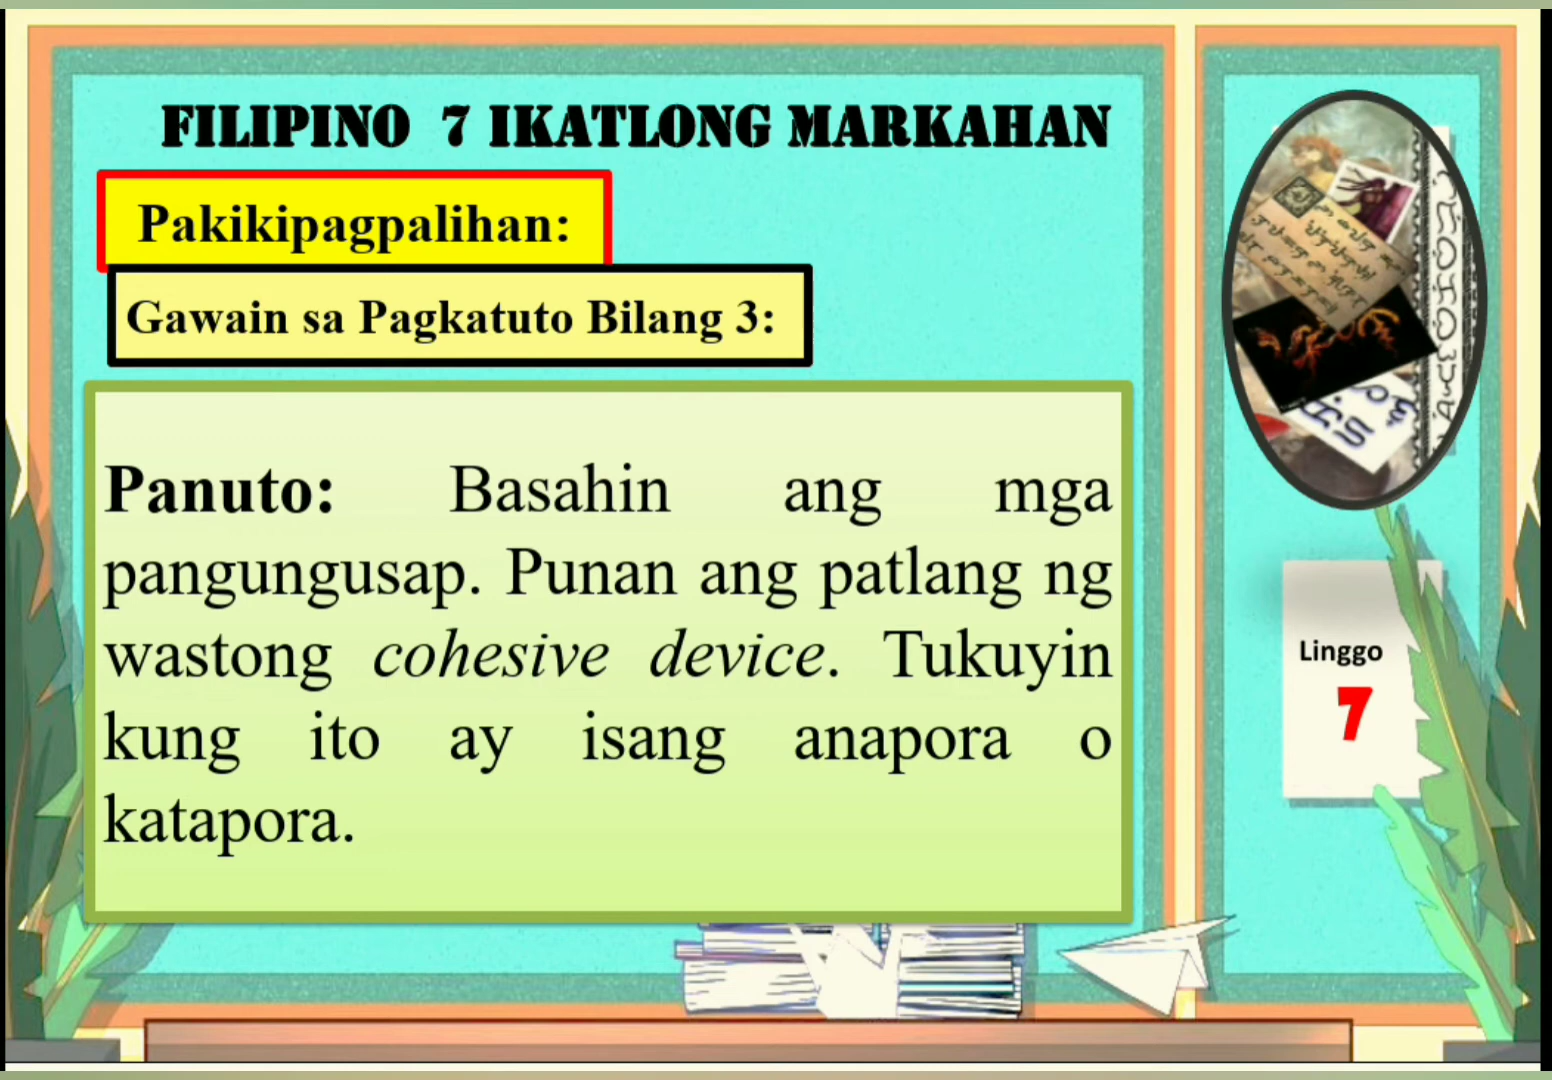 FILIPINO 7 IKATLONG MARKAHAN
Pakikipagpalihan:
Gawain sa Pagkatuto Bilang 3:
Panuto: Basahin ang mga
pangungusap. Punan ang patlang ng
wastong cohesive device. Tukuyin
kung ito ay isang anapora o
katapora.
Linggo
7